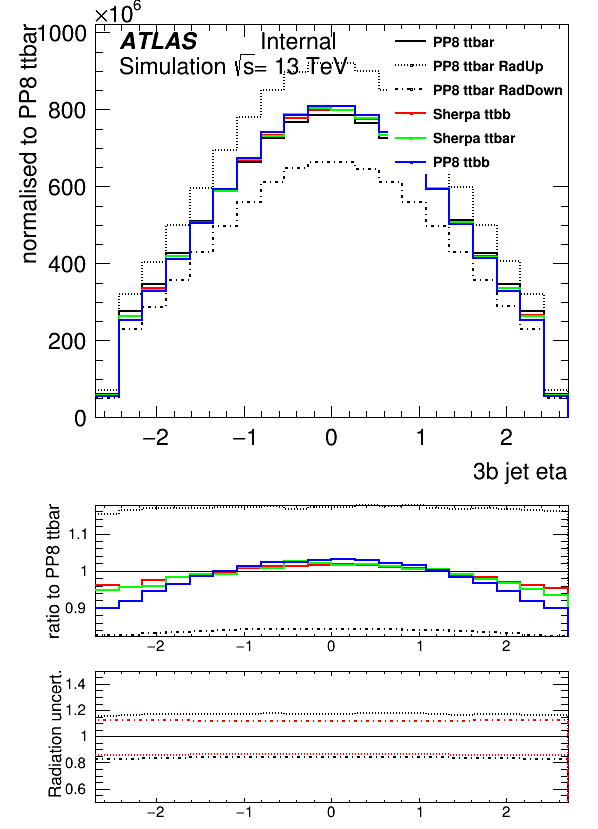 ×10⁶
ATLAS Internal
Simulation √s= 13 TeV
PP8 ttbar
PP8 ttbar RadUp
PP8 ttbar RadDown
Sherpa ttbb
Sherpa ttbar
PP8 ttbb
normalised to PP8 ttbar
1000
800
600
400
200
0
−2 −1 0 1 2
3b jet eta
ratio to PP8 ttbar
1.1
1
0.9
−2 −1 0 1 2
Radiation uncert.
1.4
1.2
1
0.8
0.6
−2 −1 0 1 2